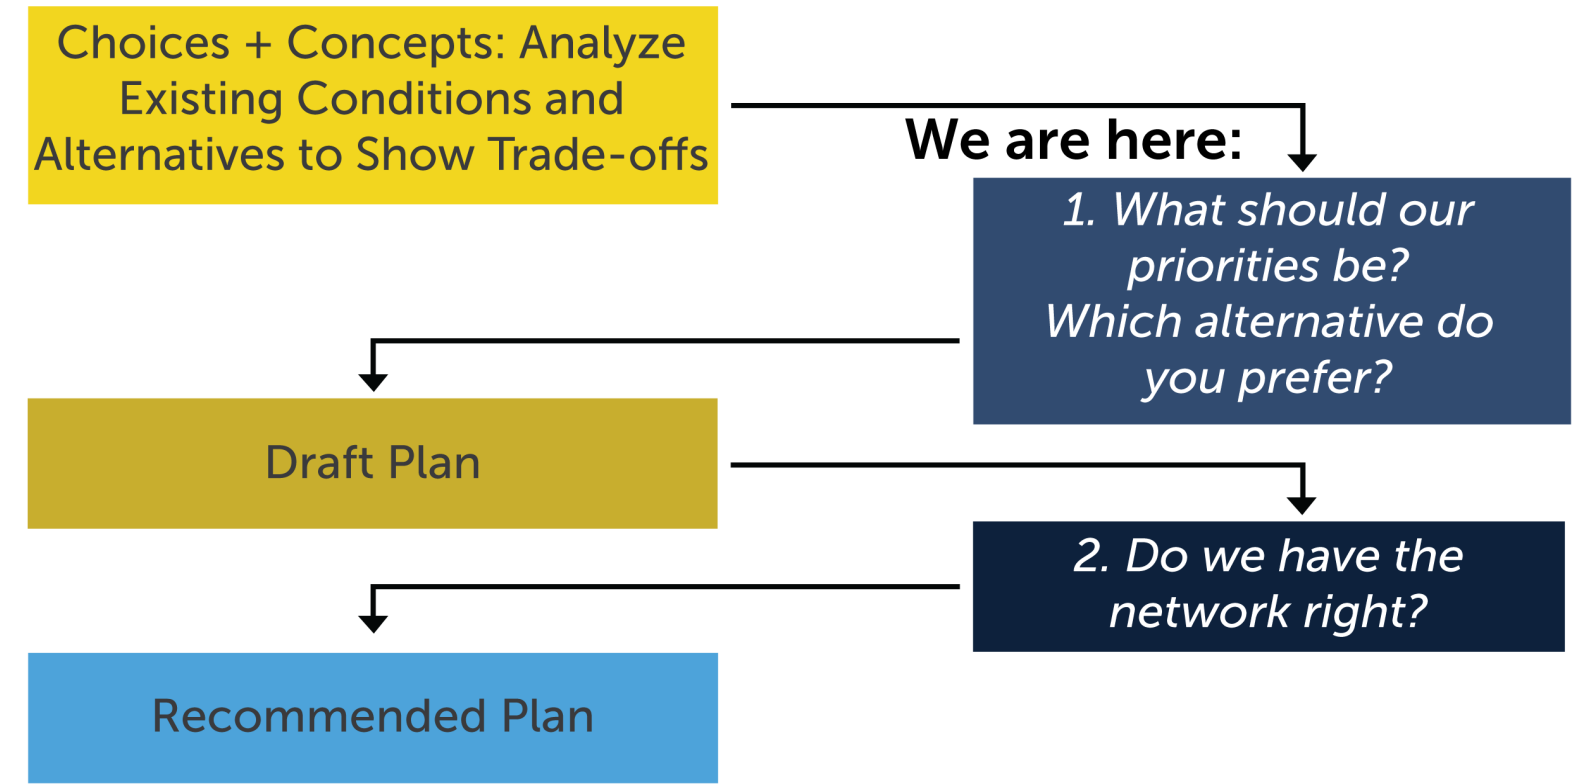 Choices + Concepts: Analyze
Existing Conditions and
Alternatives to Show Trade-offs
We are here:
1. What should our
priorities be?
Which alternative do
you prefer?
Draft Plan
2. Do we have the
network right?
Recommended Plan